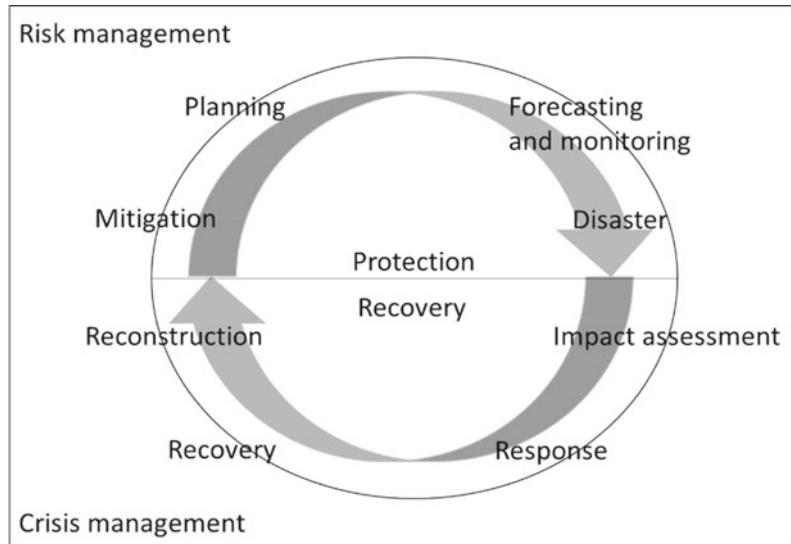 Risk management
Planning
Forecasting
and monitoring
Mitigation
Disaster
Protection
Recovery
Reconstruction
Impact assessment
Recovery
Response
Crisis management